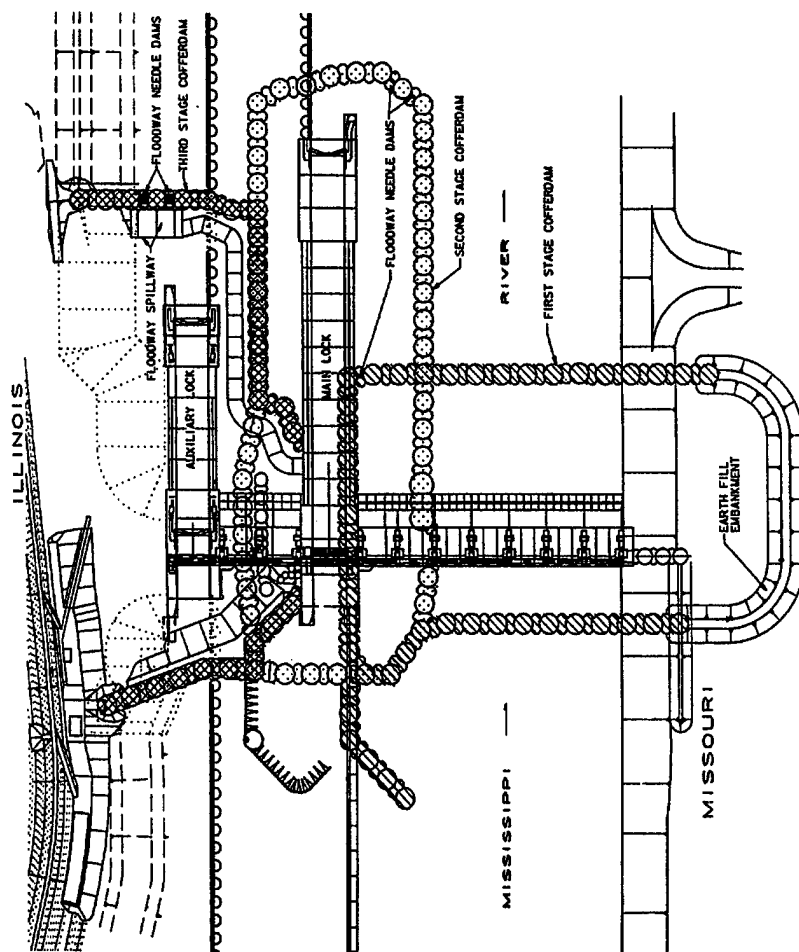 ILLINOIS
FLOODWAY NEEDLE DAMS
THIRD STAGE COFFERDAM
FLOODWAY SPILLWAY
AUXILIARY LOCK
MAIN LOCK
FLOODWAY NEEDLE DAMS
SECOND STAGE COFFERDAM
MISSISSIPPI
RIVER
FIRST STAGE COFFERDAM
EARTH FILL
EMBANKMENT
MISSOURI